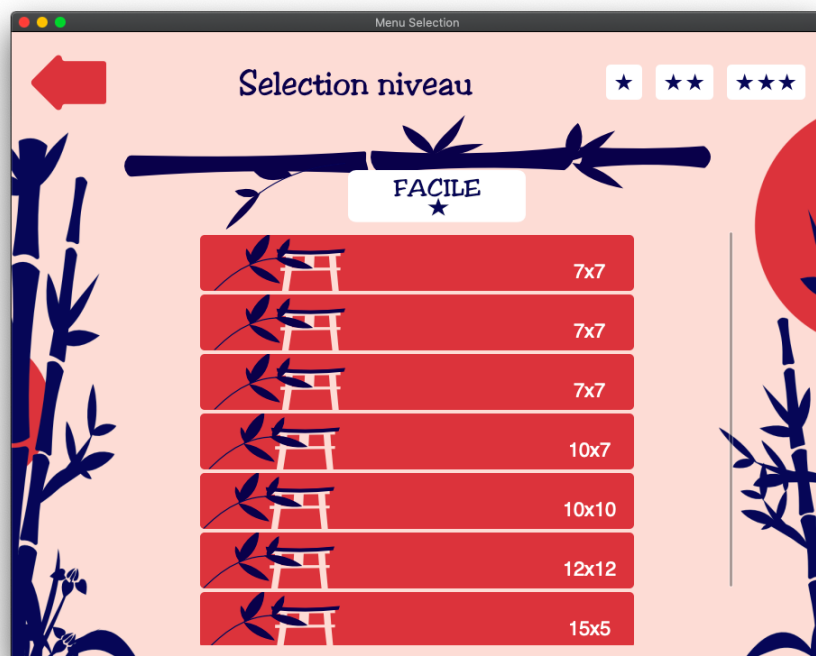 Menu Selection
Selection niveau
FACILE
7x7
7x7
7x7
10x7
10x10
12x12
15x5